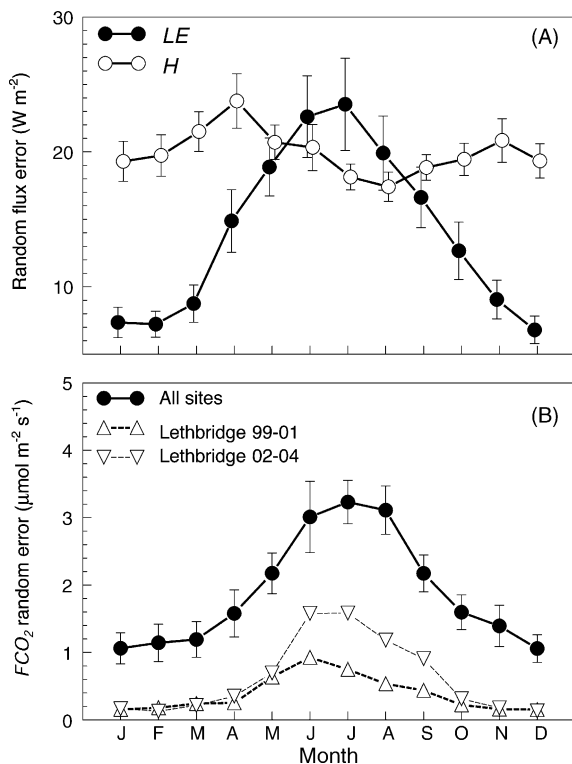 30
20
10
Random flux error (W m⁻²)
LE
H
(A)
5
4
3
2
1
0
FCO₂ random error (μmol m⁻² s⁻¹)
All sites
Lethbridge 99-01
Lethbridge 02-04
(B)
J F M A M J J A S O N D
Month